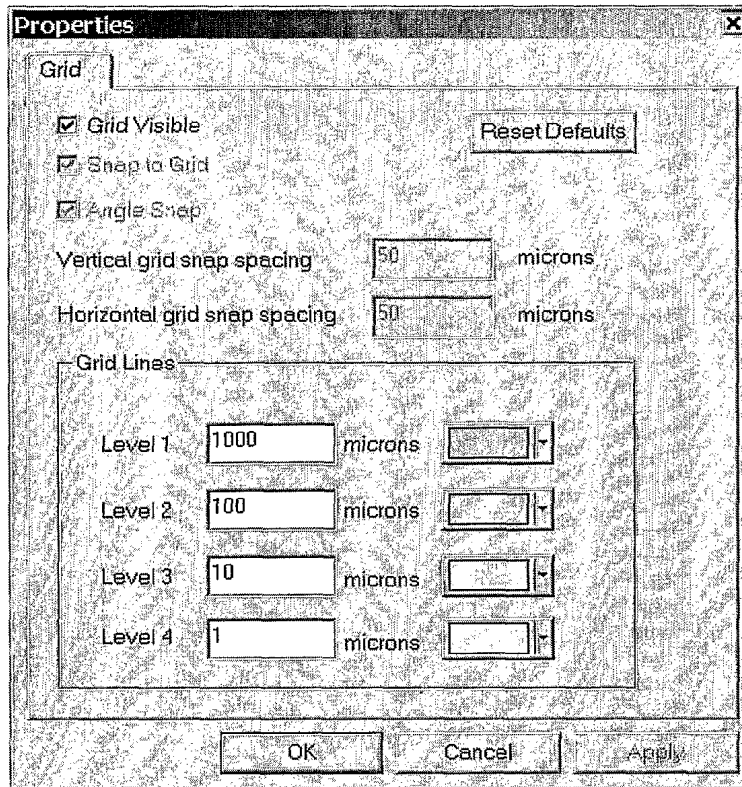 Properties
Grid
Grid Visible
Reset Defaults
Snap to Grid
Angle Snap
Vertical grid snap spacing 50 microns
Horizontal grid snap spacing 50 microns
Grid Lines
Level 1 1000 microns
Level 2 100 microns
Level 3 10 microns
Level 4 1 microns
OK Cancel Apply